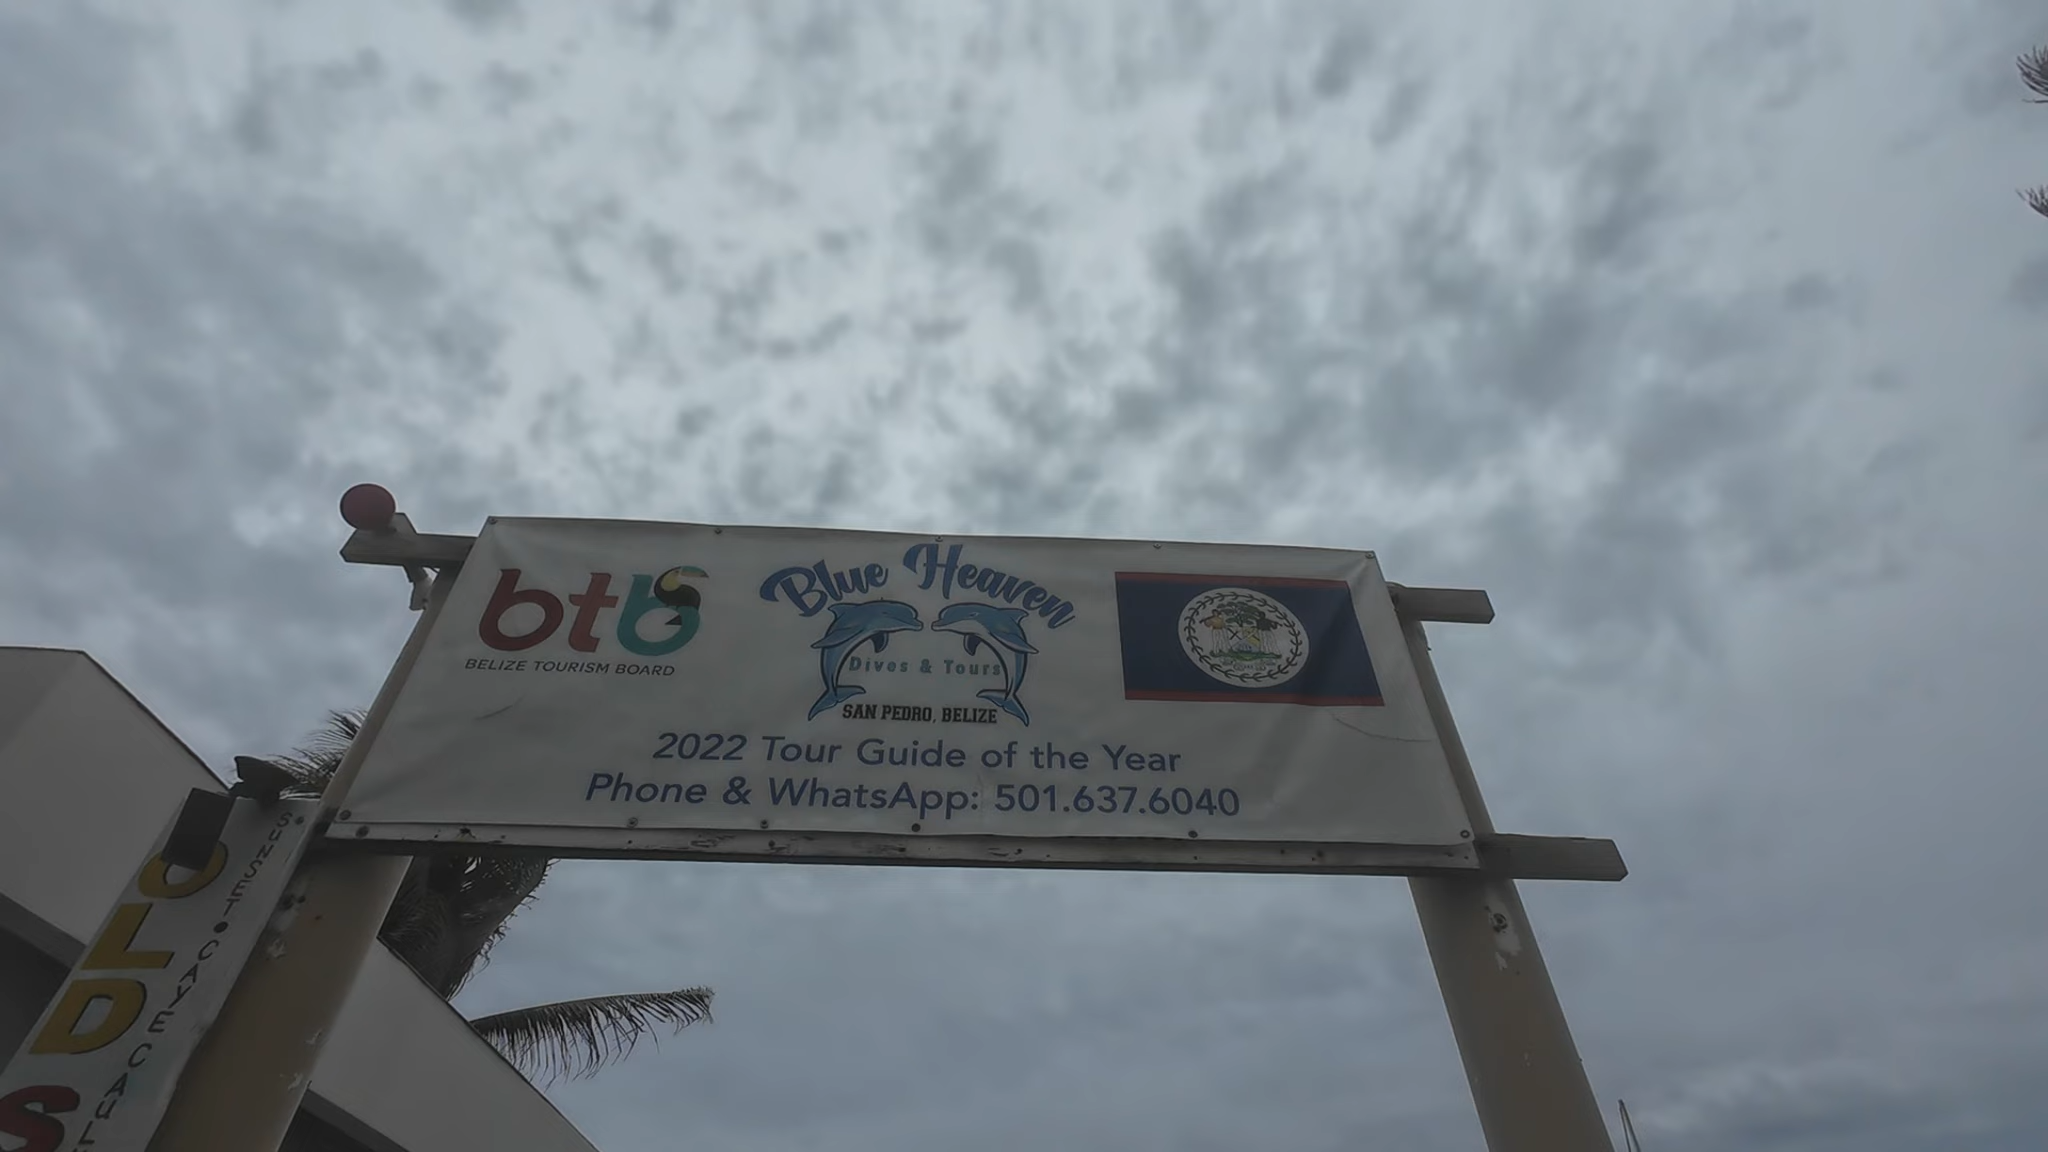 btb
BELIZE TOURISM BOARD
Blue Heaven
Dives & Tours
SAN PEDRO, BELIZE
2022 Tour Guide of the Year
Phone & WhatsApp: 501.637.6040
OLD S
SUNSET • CAYE CAUL